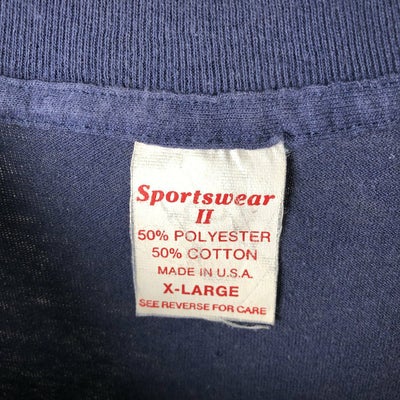 Sportswear
II
50% POLYESTER
50% COTTON
MADE IN U.S.A.
X-LARGE
SEE REVERSE FOR CARE